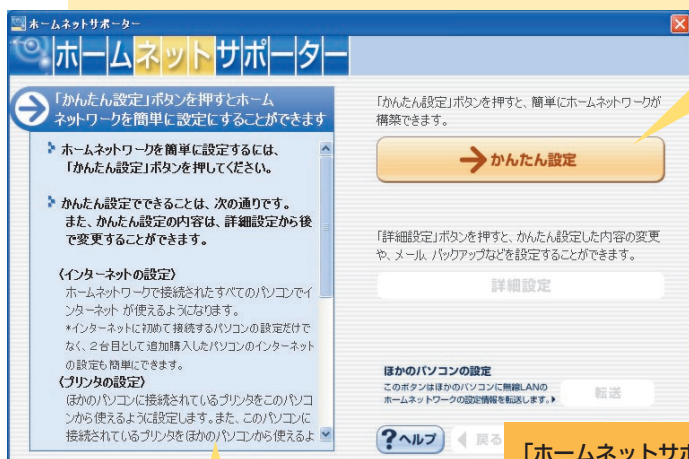 ホームネットサポーター
ホームネットサポーター
「かんたん設定」ボタンを押すとホーム
ネットワークを簡単に設定にすることができます
ホームネットワークを簡単に設定するには、
「かんたん設定」ボタンを押してください。
かんたん設定でできることは、次の通りです。
また、かんたん設定の内容は、詳細設定から後
で変更することができます。
〈インターネットの設定〉
ホームネットワークで接続されたすべてのパソコンでイ
ンターネット が使えるようになります。
*インターネットに初めて接続するパソコンの設定だけで
なく、2台目として追加購入したパソコンのインターネット
の設定も簡単にできます。
〈プリンタの設定〉
ほかのパソコンに接続されているプリンタをこのパソコ
ンから使えるように設定します。また、このパソコンに
接続されているプリンタをほかのパソコンから使えるよ
「かんたん設定」ボタンを押すと、簡単にホームネットワークが
構築できます。
かんたん設定
「詳細設定」ボタンを押すと、かんたん設定した内容の変更
や、メール、バックアップなどを設定することができます。
詳細設定
ほかのパソコンの設定
このボタンはほかのパソコンに無線LANの
ホームネットワークの設定情報を転送します。
転送
?ヘルプ
戻る
「ホームネットサポ